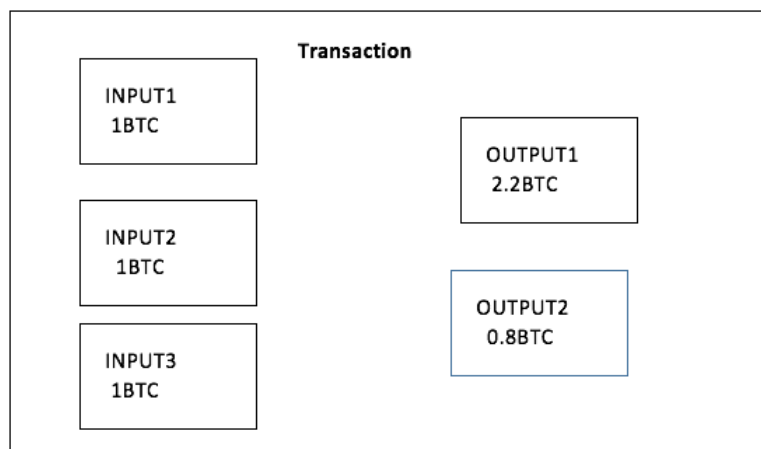 Transaction
INPUT1
1BTC
INPUT2
1BTC
INPUT3
1BTC
OUTPUT1
2.2BTC
OUTPUT2
0.8BTC